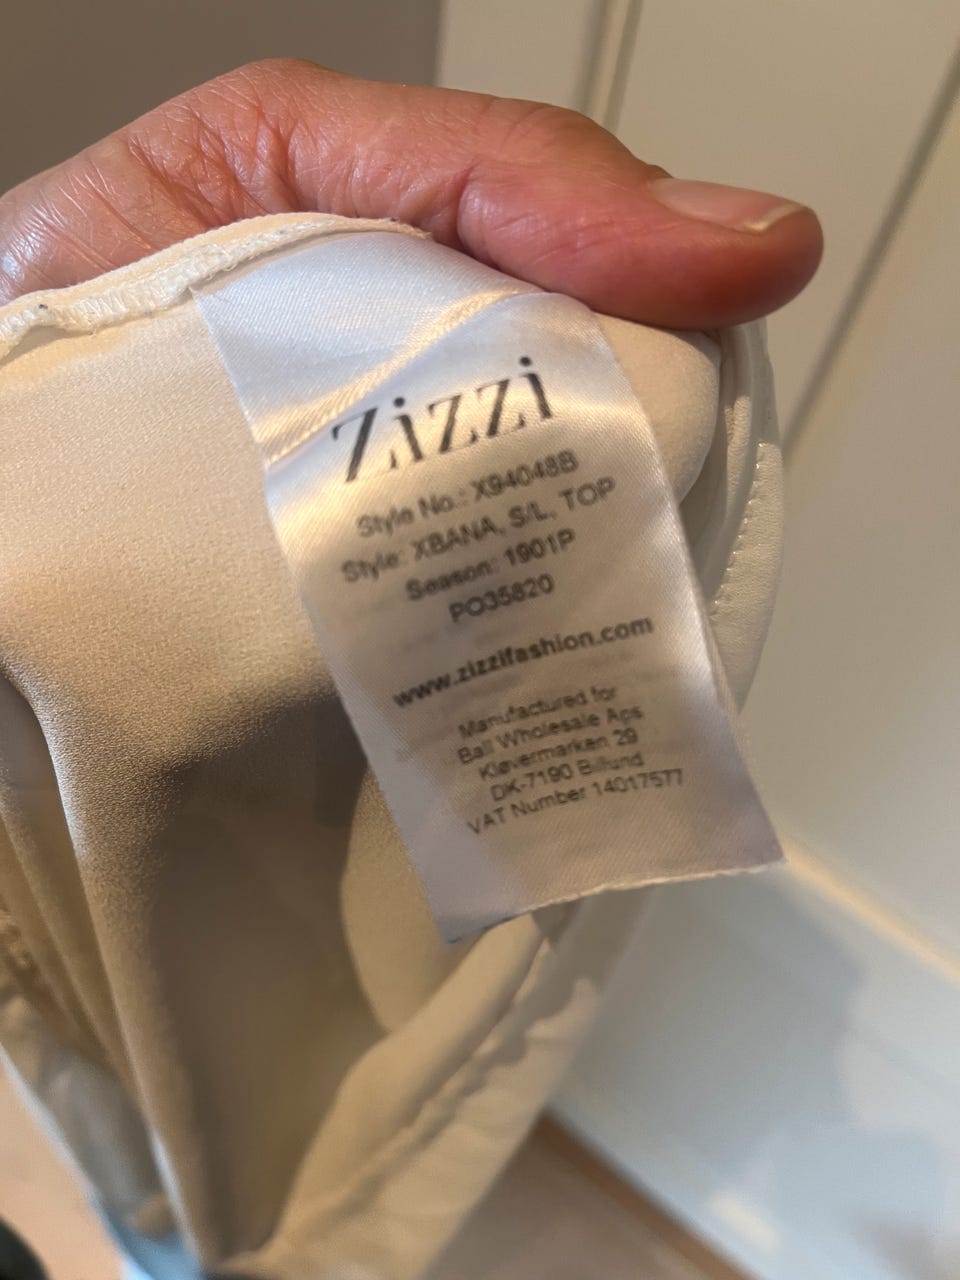 Zizzi
Style No.: X94048B
Style: XBANA, S/L, TOP
Season: 1901P
PO35820
www.zizzifashion.com
Manufactured for
Ball Wholesale Aps
Kløvermarken 29
DK-7190 Billund
VAT Number 14017577